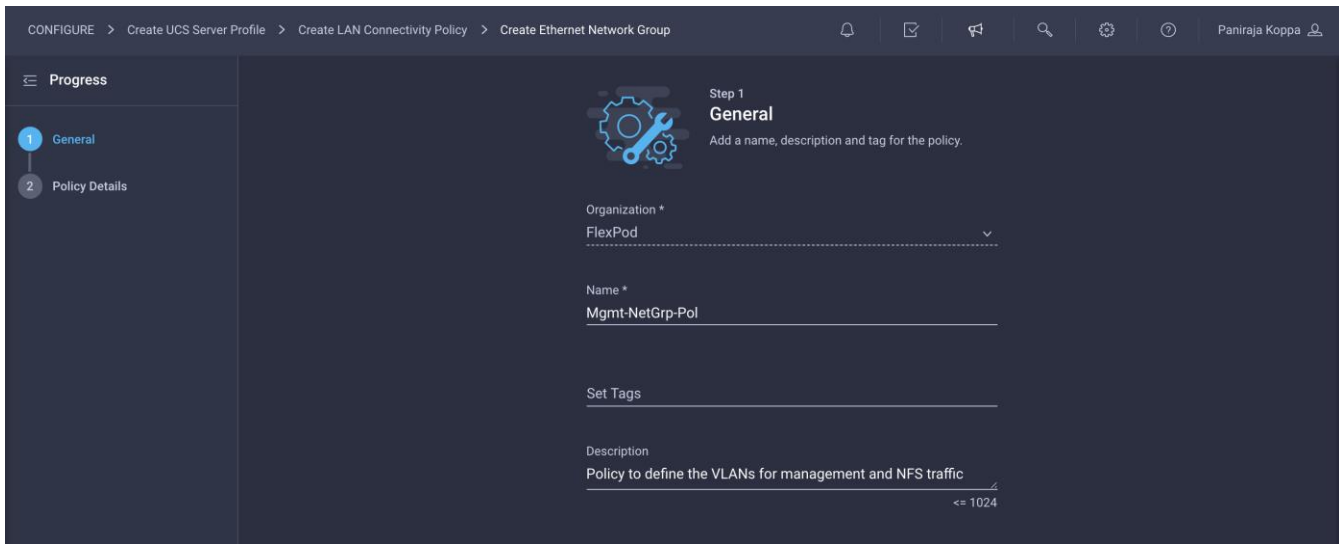 CONFIGURE > Create UCS Server Profile > Create LAN Connectivity Policy > Create Ethernet Network Group
Paniraja Koppa
Progress
1 General
2 Policy Details
Step 1
General
Add a name, description and tag for the policy.
Organization *
FlexPod
Name *
Mgmt-NetGrp-Pol
Set Tags
Description
Policy to define the VLANs for management and NFS traffic
<= 1024